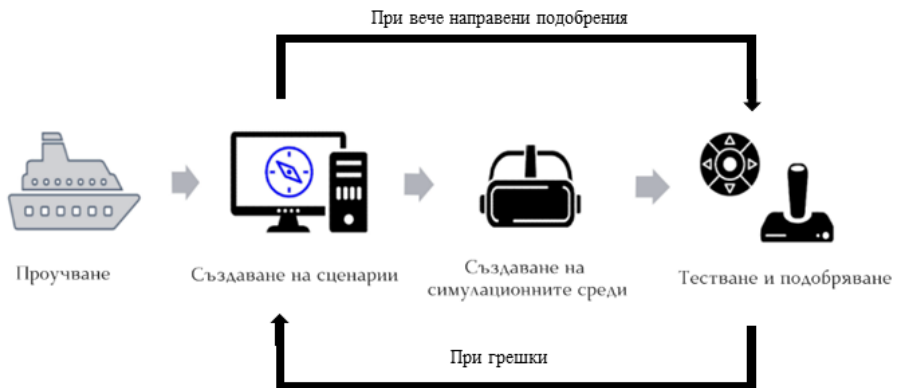 При вече направени подобрения
Проучване
Създаване на сценарии
Създаване на
симулационните среди
Тестване и подобряване
При грешки